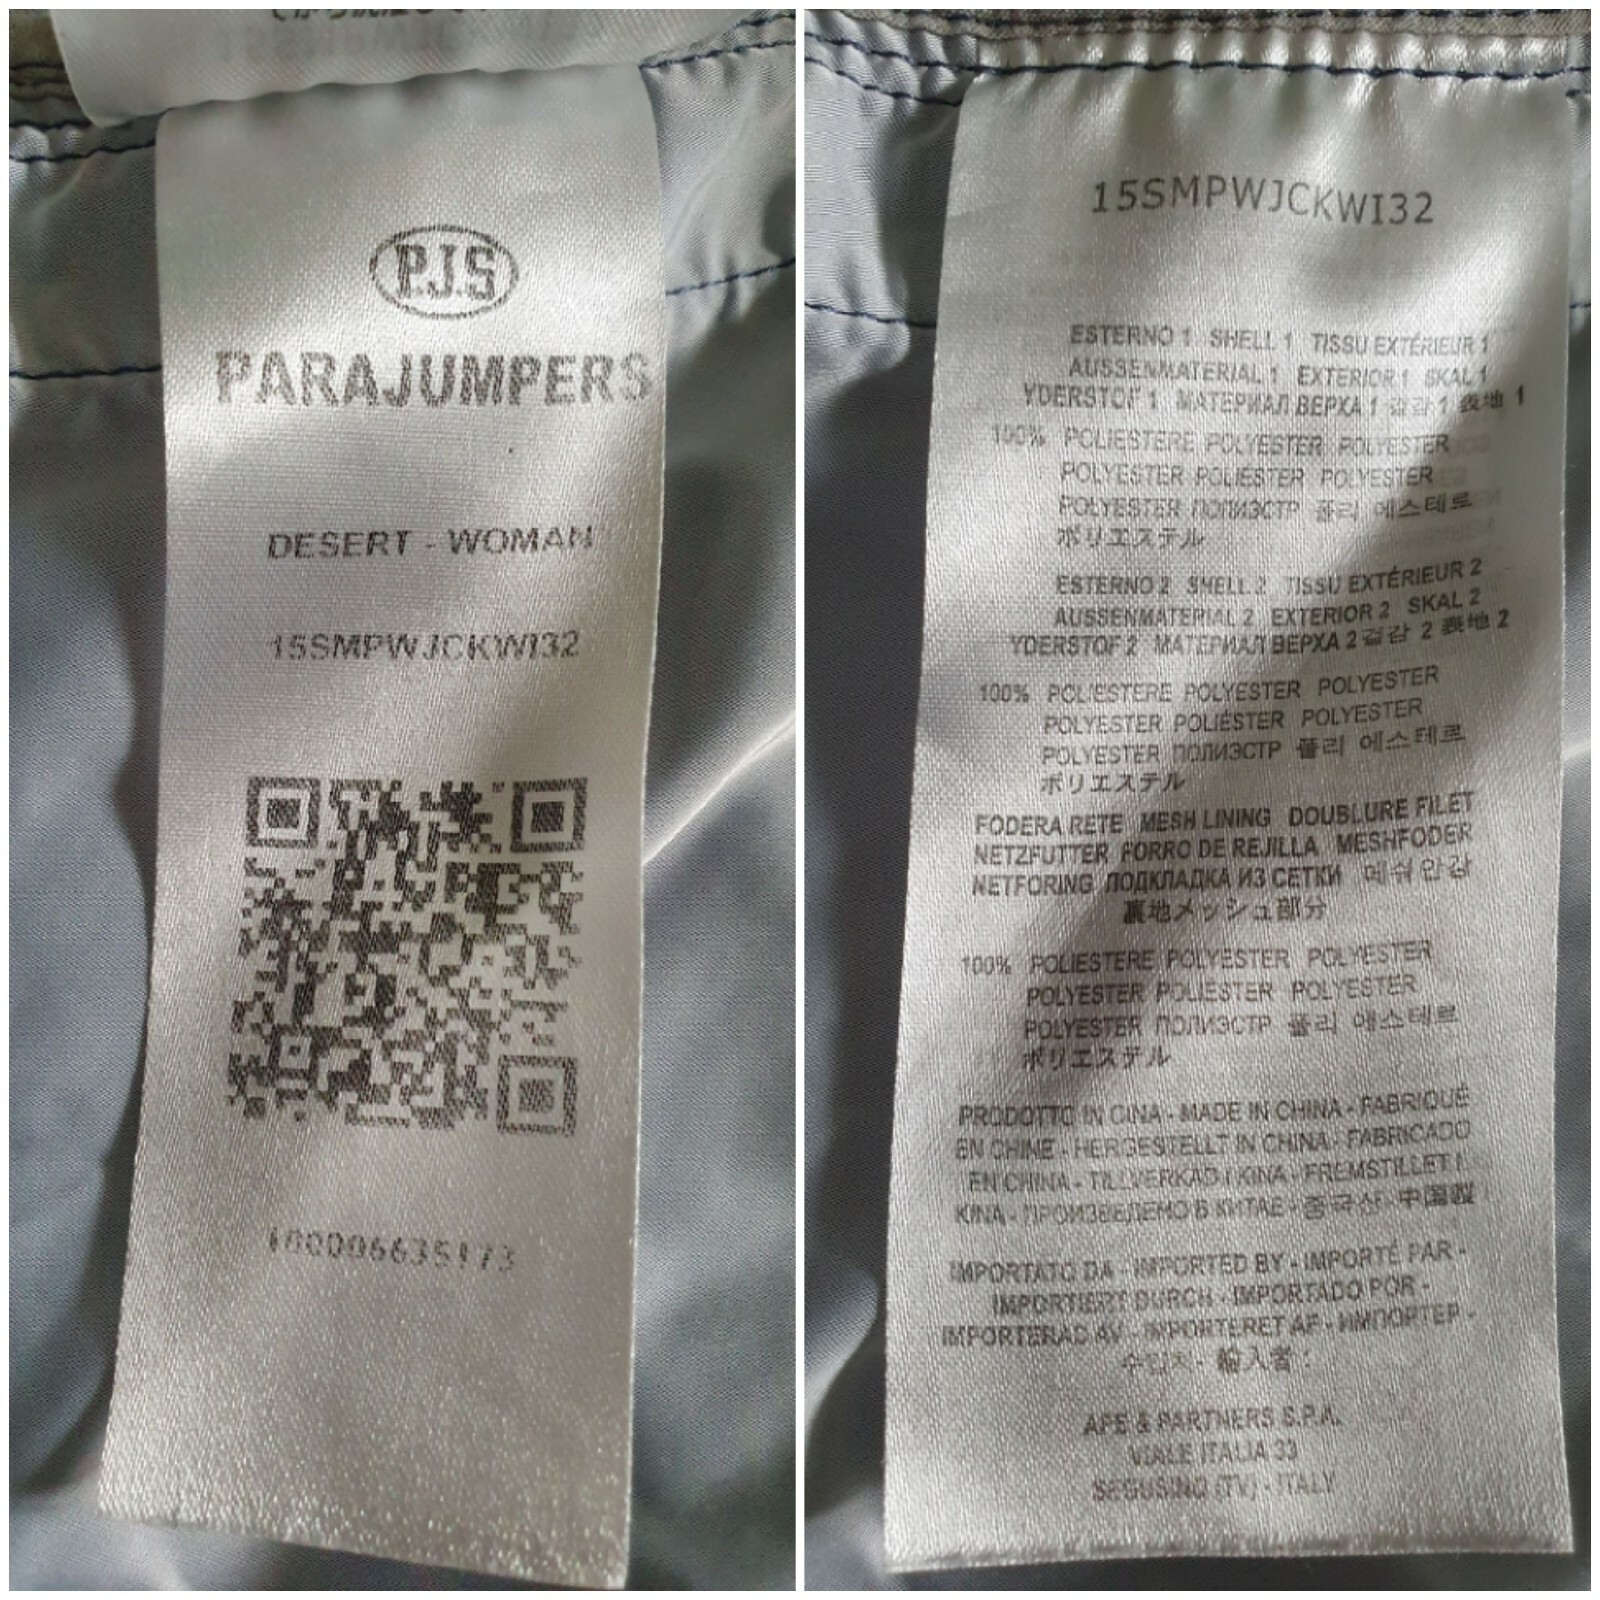 P.J.S
PARAJUMPERS
DESERT - WOMAN
15SMPWJCKWI32
100006635173
15SMPWJCKWI32
ESTERNO 1 SHELL 1 TISSU EXTÉRIEUR 1
AUSSENMATERIAL 1 EXTERIOR 1 SKAL 1
YDERSTOF 1 МАТЕРИАЛ ВЕРХА 1 겉감 1 表地 1
100% POLIESTERE POLYESTER POLYESTER
POLYESTER POLIÉSTER POLYESTER
POLYESTER ПОЛИЭСТР 폴리 에스테르
ポリエステル
ESTERNO 2 SHELL 2 TISSU EXTÉRIEUR 2
AUSSENMATERIAL 2 EXTERIOR 2 SKAL 2
YDERSTOF 2 МАТЕРИАЛ ВЕРХА 2 겉감 2 表地 2
100% POLIESTERE POLYESTER POLYESTER
POLYESTER POLIÉSTER POLYESTER
POLYESTER ПОЛИЭСТР 폴리 에스테르
ポリエステル
FODERA RETE MESH LINING DOUBLURE FILET
NETZFUTTER FORRO DE REJILLA MESHFODER
NETFORING ПОДКЛАДКА ИЗ СЕТКИ 메쉬 안감
裏地メッシュ部分
100% POLIESTERE POLYESTER POLYESTER
POLYESTER POLIÉSTER POLYESTER
POLYESTER ПОЛИЭСТР 폴리 에스테르
ポリエステル
PRODOTTO IN CINA - MADE IN CHINA - FABRIQUÉ
EN CHINE - HERGESTELLT IN CHINA - FABRICADO
EN CHINA - TILLVERKAD I KINA - FREMSTILLET I
KINA - ПРОИЗВЕДЕМО В КИТАЕ - 중국산 - 中国製
IMPORTATO DA - IMPORTED BY - IMPORTÉ PAR -
IMPORTIERT DURCH - IMPORTADO POR -
IMPORTERAD AV - IMPORTERET AF - ИМПОРТЕР -
수입처 - 輸入者 :
APE & PARTNERS S.P.A.
VIALE ITALIA 33
SEGUSINO (TV) - ITALY